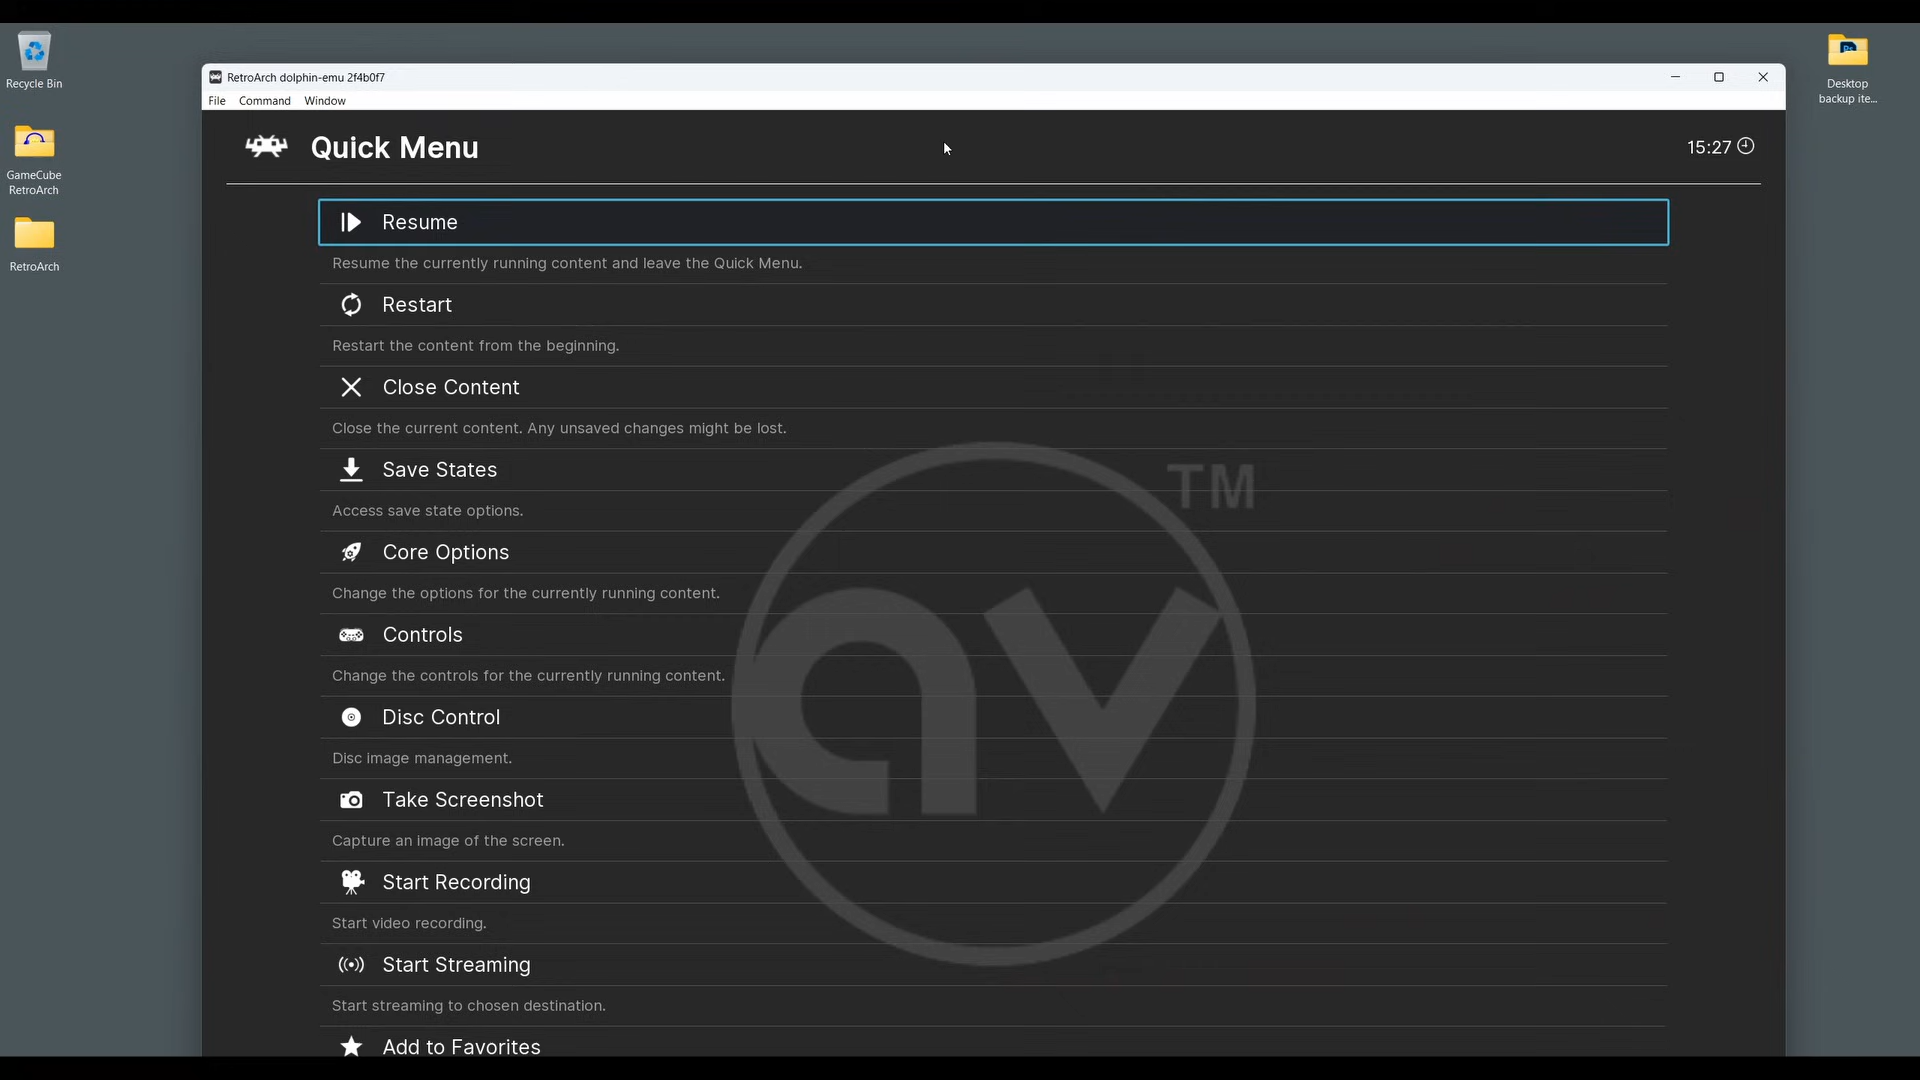 Recycle Bin
GameCube
RetroArch
RetroArch
Desktop
backup ite...
RetroArch dolphin-emu 2f4b0f7
File Command Window
Quick Menu
15:27
Resume
Resume the currently running content and leave the Quick Menu.
Restart
Restart the content from the beginning.
Close Content
Close the current content. Any unsaved changes might be lost.
Save States
Access save state options.
Core Options
Change the options for the currently running content.
Controls
Change the controls for the currently running content.
Disc Control
Disc image management.
Take Screenshot
Capture an image of the screen.
Start Recording
Start video recording.
Start Streaming
Start streaming to chosen destination.
Add to Favorites
av
TM
Ps